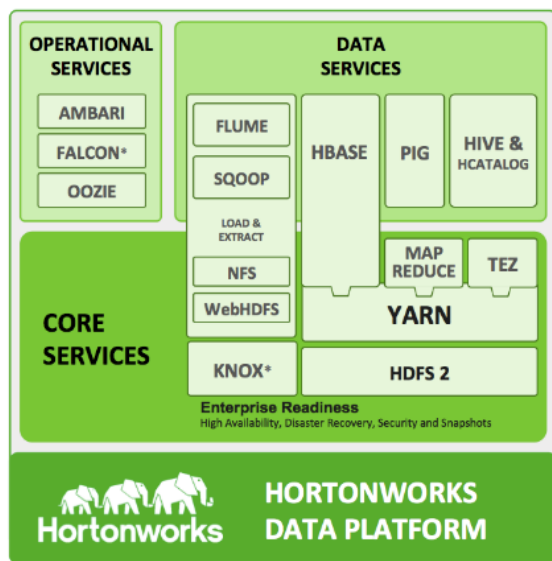 OPERATIONAL
SERVICES
AMBARI
FALCON*
OOZIE
DATA
SERVICES
FLUME
SQOOP
LOAD &
EXTRACT
NFS
WebHDFS
HBASE
PIG
HIVE &
HCATALOG
CORE
SERVICES
MAP
REDUCE
TEZ
YARN
KNOX*
HDFS 2
Enterprise Readiness
High Availability, Disaster Recovery, Security and Snapshots
Hortonworks
HORTONWORKS
DATA PLATFORM